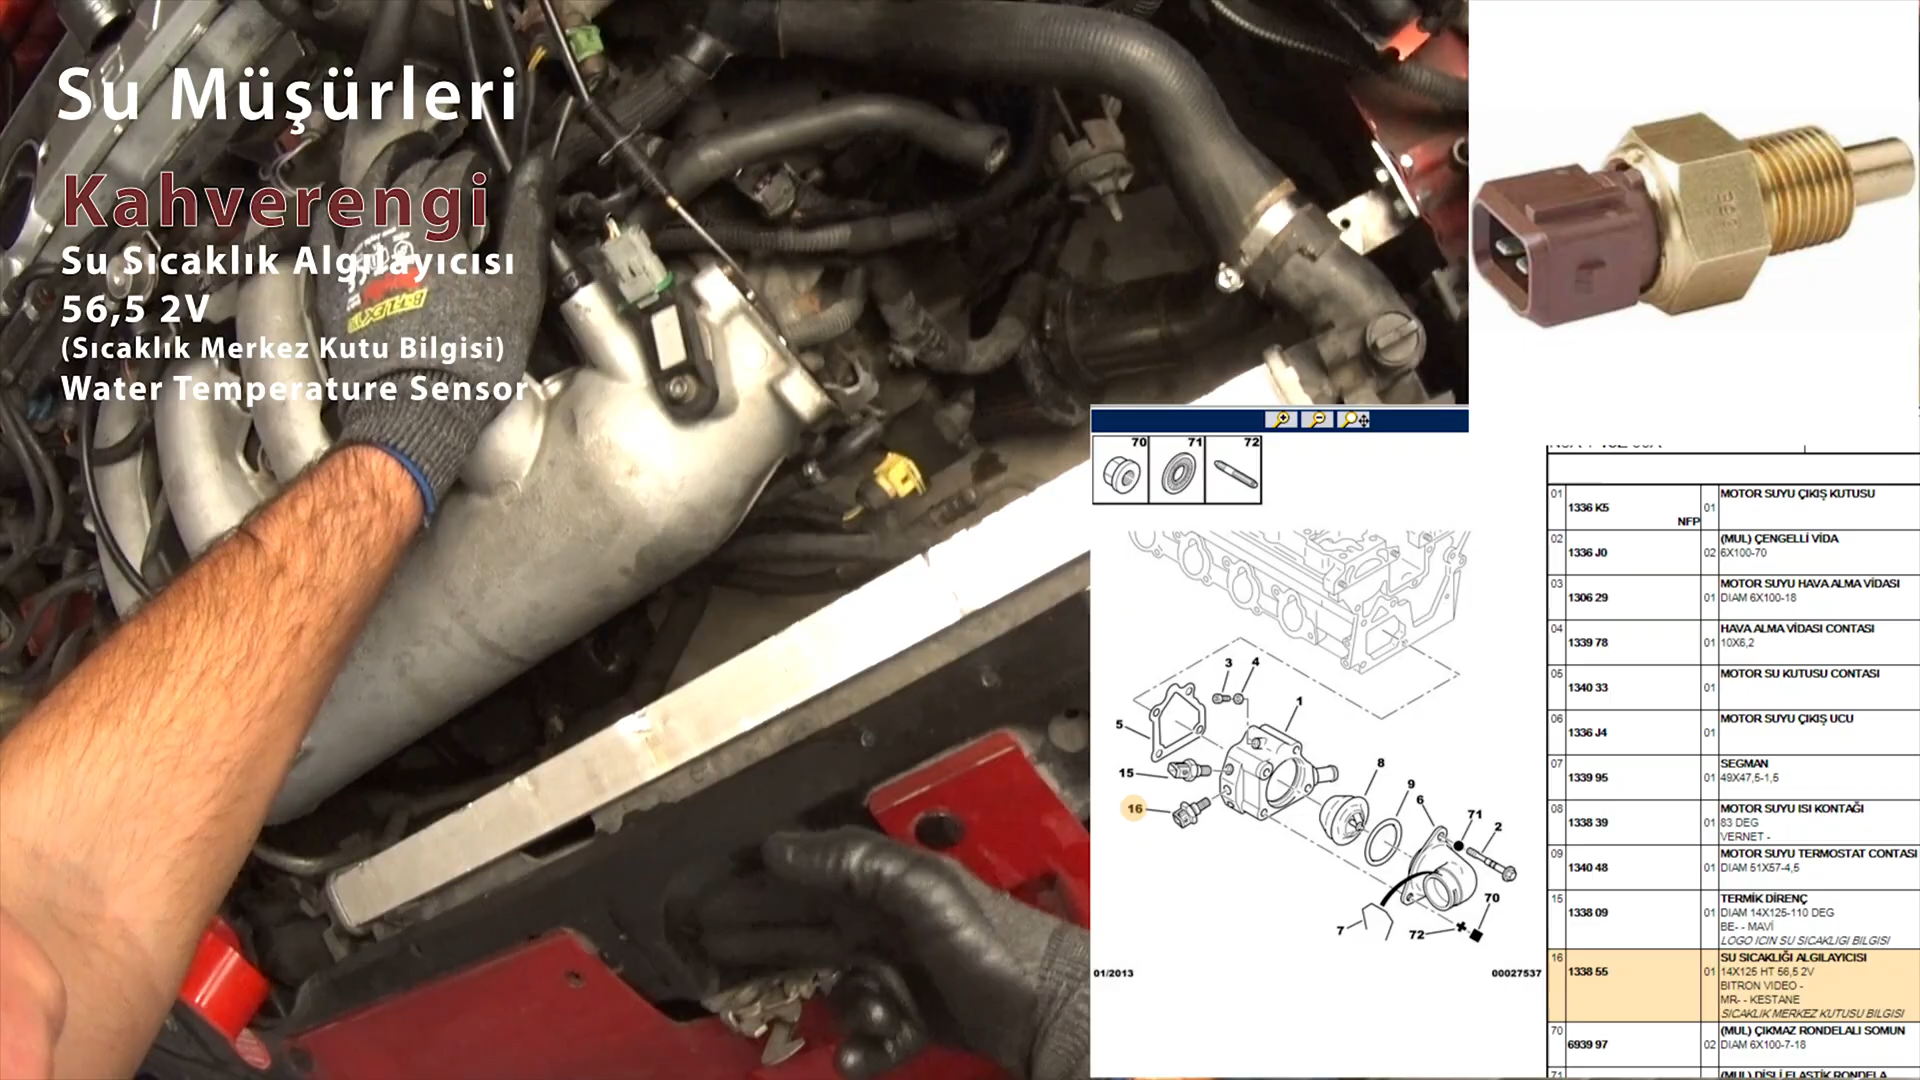 Su Müşürleri
Kahverengi
Su Sıcaklık Algılayıcısı
56,5 2V
(Sıcaklık Merkez Kutu Bilgisi)
Water Temperature Sensor
70 71 72
3 4
1
5
15
8
16
9
6
71
2
70
7
72
01/2013 00027537
01 1336 K5 NFP 01 MOTOR SUYU ÇIKIŞ KUTUSU
02 1336 J0 02 (MUL) ÇENGELLİ VİDA
6X100-70
03 1306 29 01 MOTOR SUYU HAVA ALMA VİDASI
DIAM 6X100-18
04 1339 78 01 HAVA ALMA VİDASI CONTASI
10X6,2
05 1340 33 01 MOTOR SU KUTUSU CONTASI
06 1336 J4 01 MOTOR SUYU ÇIKIŞ UCU
07 1339 95 01 SEGMAN
49X47,5-1,5
08 1338 39 01 MOTOR SUYU ISI KONTAĞI
83 DEG
VERNET -
09 1340 48 01 MOTOR SUYU TERMOSTAT CONTASI
DIAM 51X57-4,5
15 1338 09 01 TERMİK DİRENÇ
DIAM 14X125-110 DEG
BE- - MAVİ
LOGO ICIN SU SICAKLIGI BILGISI
16 1338 55 01 SU SICAKLIĞI ALGILAYICISI
14X125 HT 56,5 2V
BITRON VIDEO -
MR- - KESTANE
SICAKLIK MERKEZ KUTUSU BILGISI
70 6939 97 02 (MUL) ÇIKMAZ RONDELALI SOMUN
DIAM 6X100-7-18
71 (MUL) DİŞLİ ELASTİK RONDELA